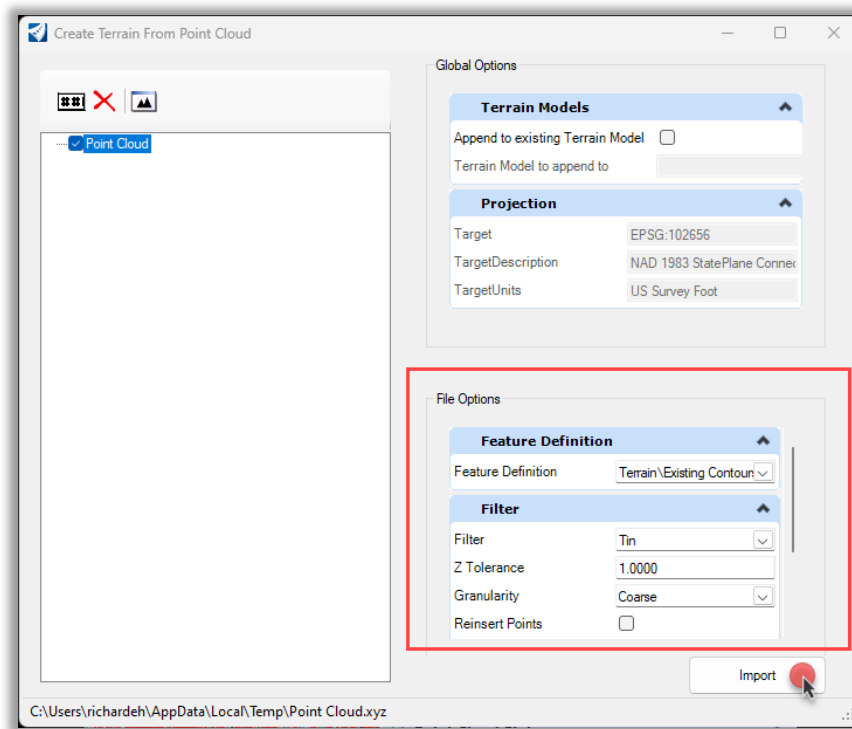 Create Terrain From Point Cloud
Point Cloud
Global Options
Terrain Models
Append to existing Terrain Model
Terrain Model to append to
Projection
Target EPSG:102656
TargetDescription NAD 1983 StatePlane Connec
TargetUnits US Survey Foot
File Options
Feature Definition
Feature Definition Terrain\Existing Contour
Filter
Filter Tin
Z Tolerance 1.0000
Granularity Coarse
Reinsert Points
Import
C:\Users\richardeh\AppData\Local\Temp\Point Cloud.xyz